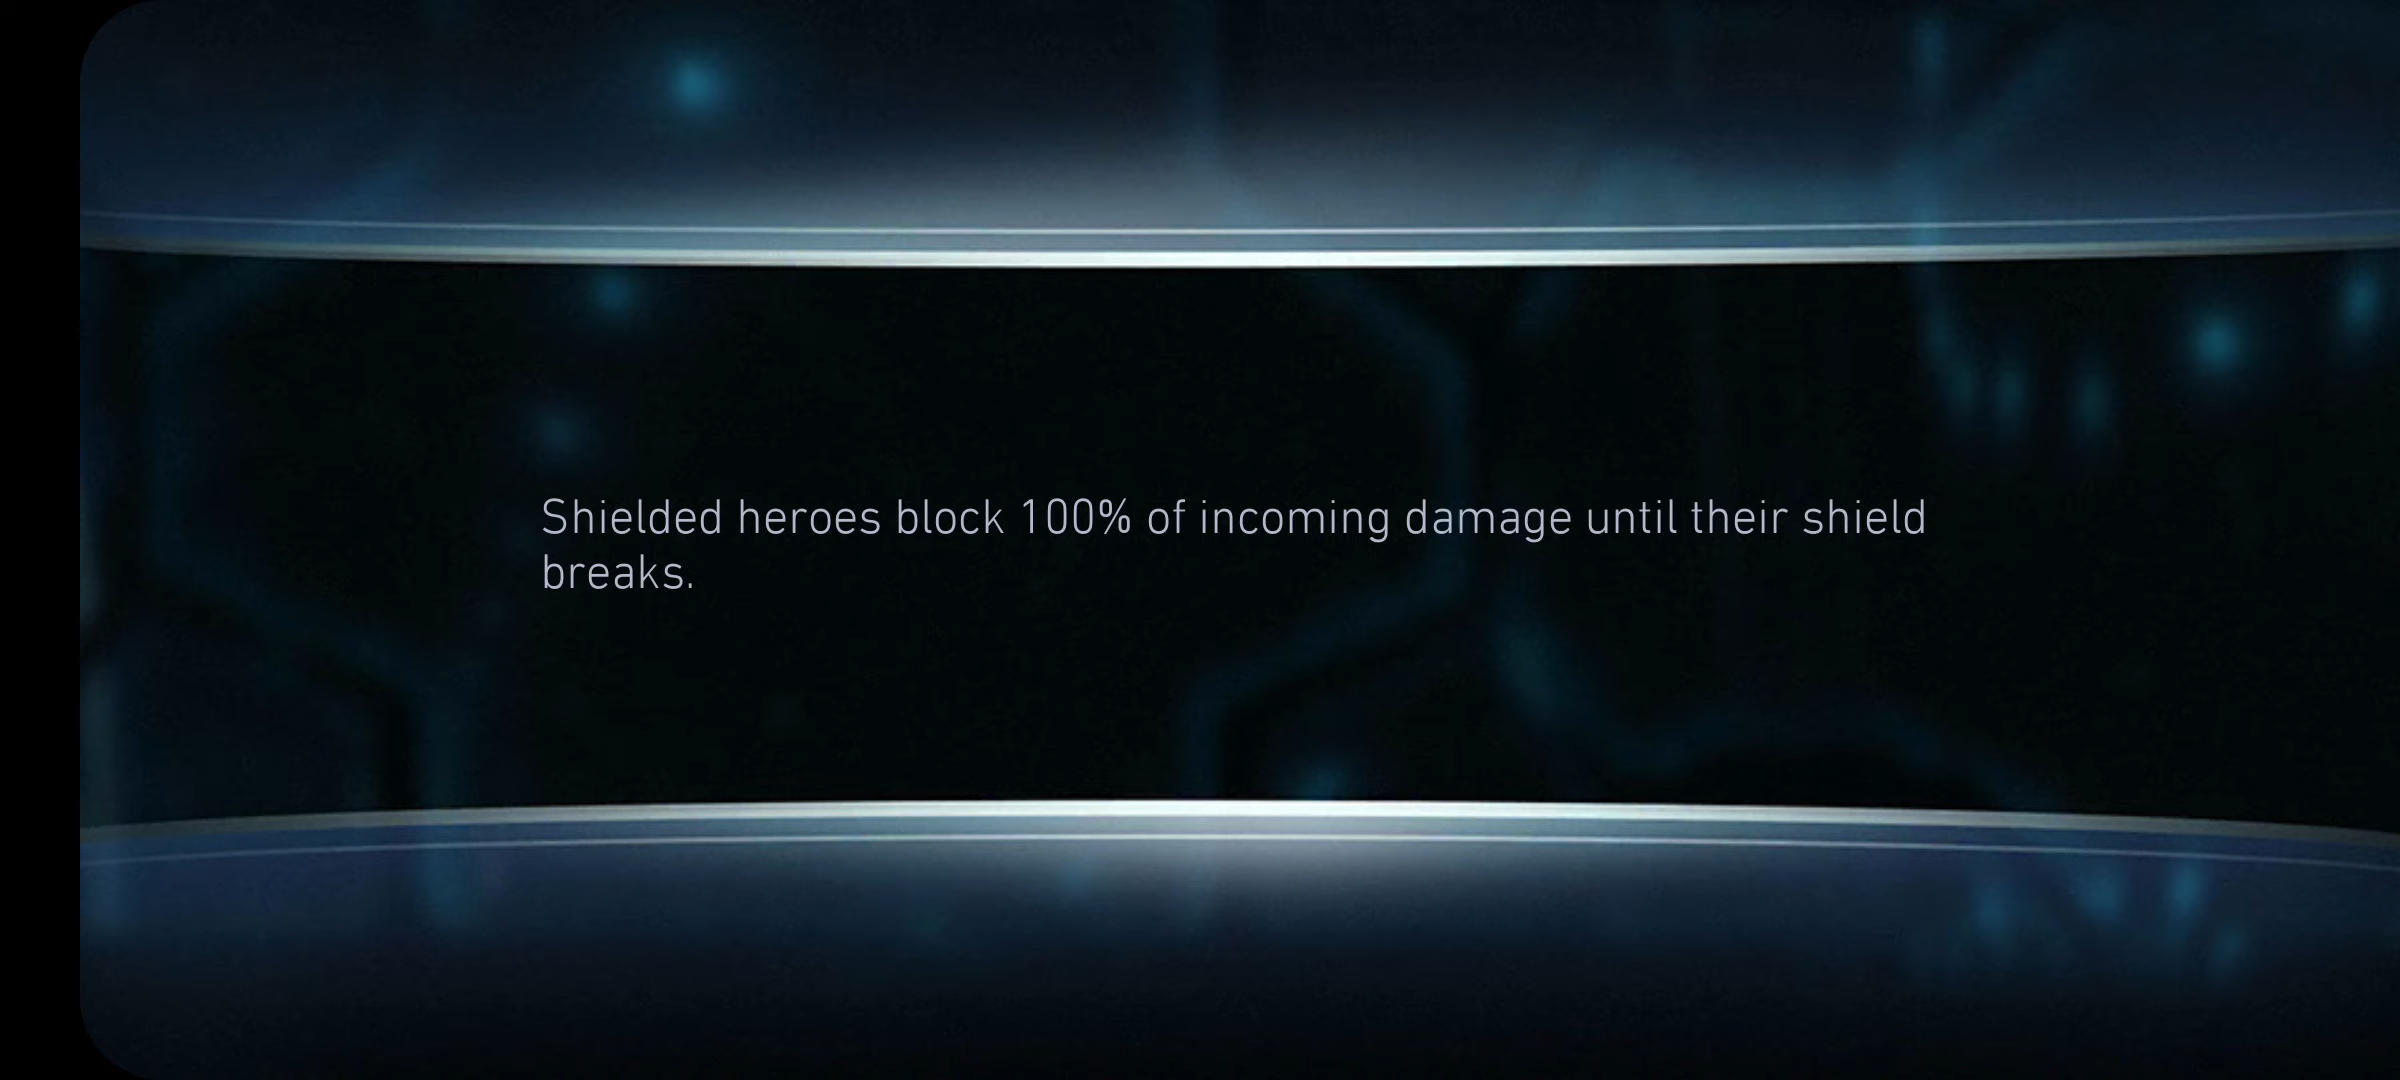 Shielded heroes block 100% of incoming damage until their shield
breaks.